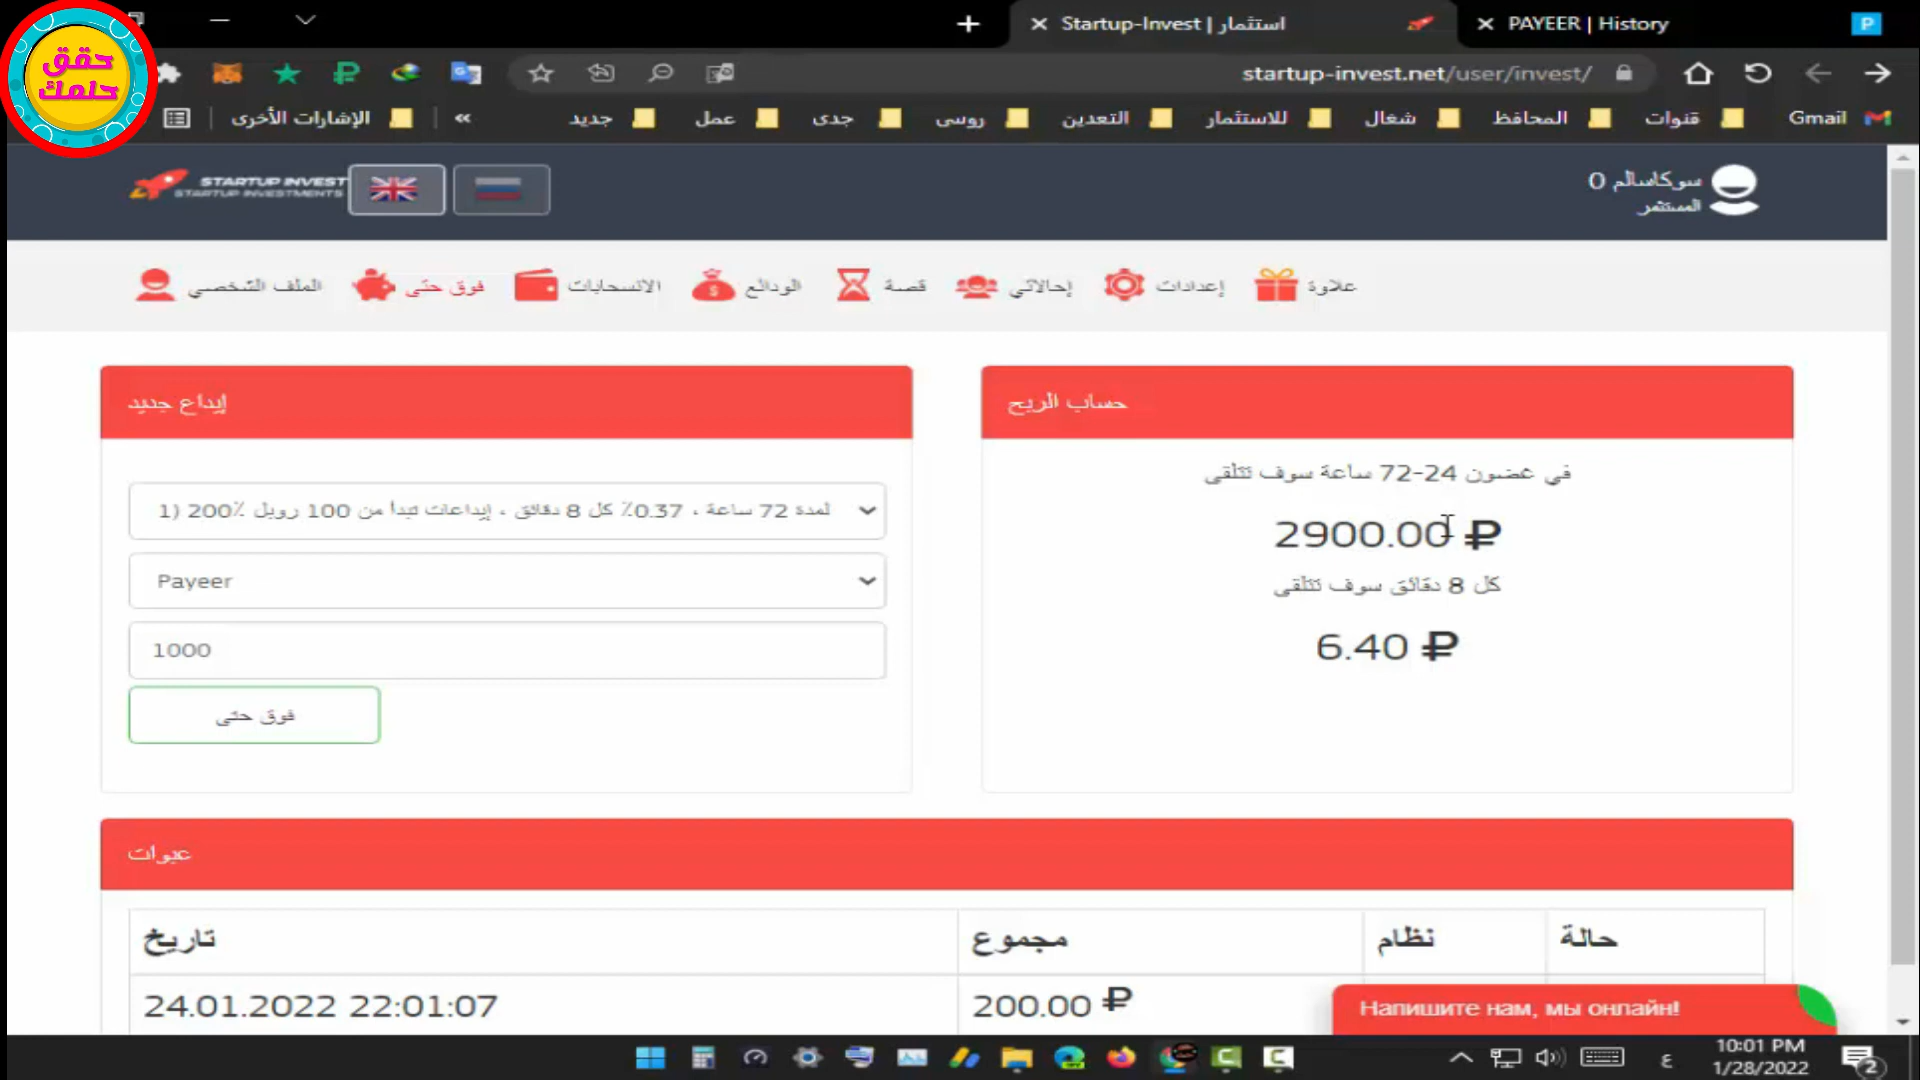 حقق
حلمك
Startup-Invest | استثمار
PAYEER | History
P
startup-invest.net/user/invest/
الإشارات الأخرى
»
جديد
عمل
جدى
روسى
التعدين
للاستثمار
شغال
المحافظ
قنوات
Gmail
STARTUP INVEST
STARTUP INVESTMENTS
سوكاسالم 0
المستثمر
الملف الشخصي
فوق حتى
الانسحابات
الودائع
قصة
إحالاتي
إعدادات
علاوة
إيداع جديد
1) 200٪ لمدة 72 ساعة ، 0.37٪ كل 8 دقائق ، إيداعات تبدأ من 100 روبل
Payeer
1000
فوق حتى
حساب الربح
في غضون 24-72 ساعة سوف تتلقى
2900.00 ₽
كل 8 دقائق سوف تتلقى
6.40 ₽
عبوات
تاريخ
مجموع
نظام
حالة
24.01.2022 22:01:07
200.00 ₽
Напишите нам, мы онлайн!
ع
10:01 PM
1/28/2022
2